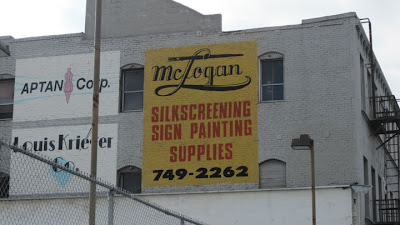 APTAN Corp.
Louis Krieger
McLogan
SILKSCREENING
SIGN PAINTING
SUPPLIES
749-2262